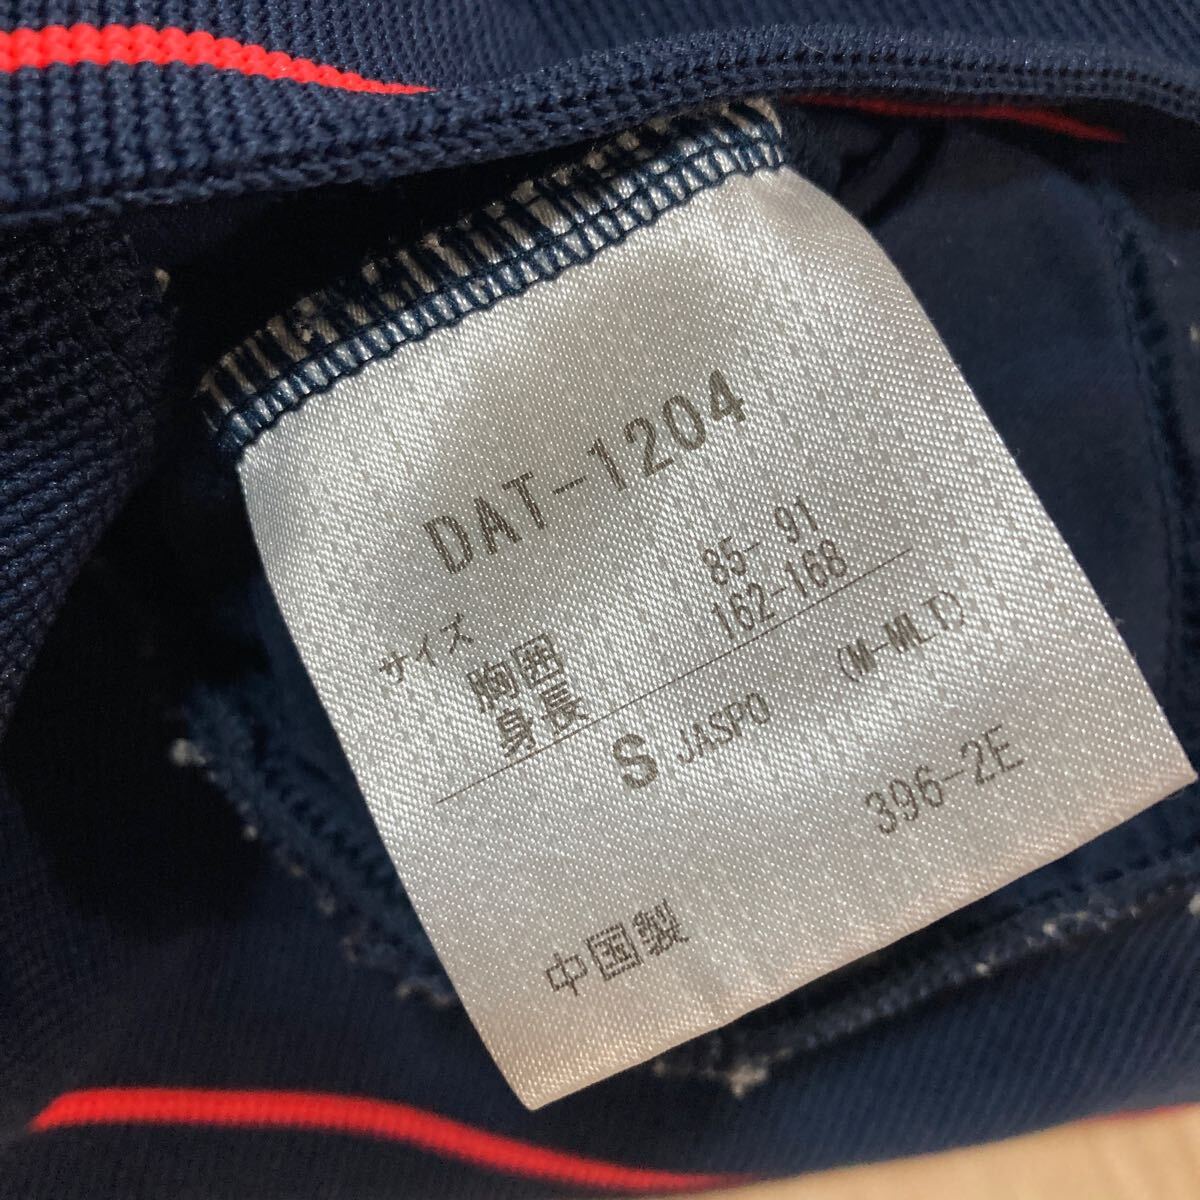 DAT-1204
サイズ
胸囲 85-91
身長 162-168
S JASPO (M-ML_T)
396-2E
中国製